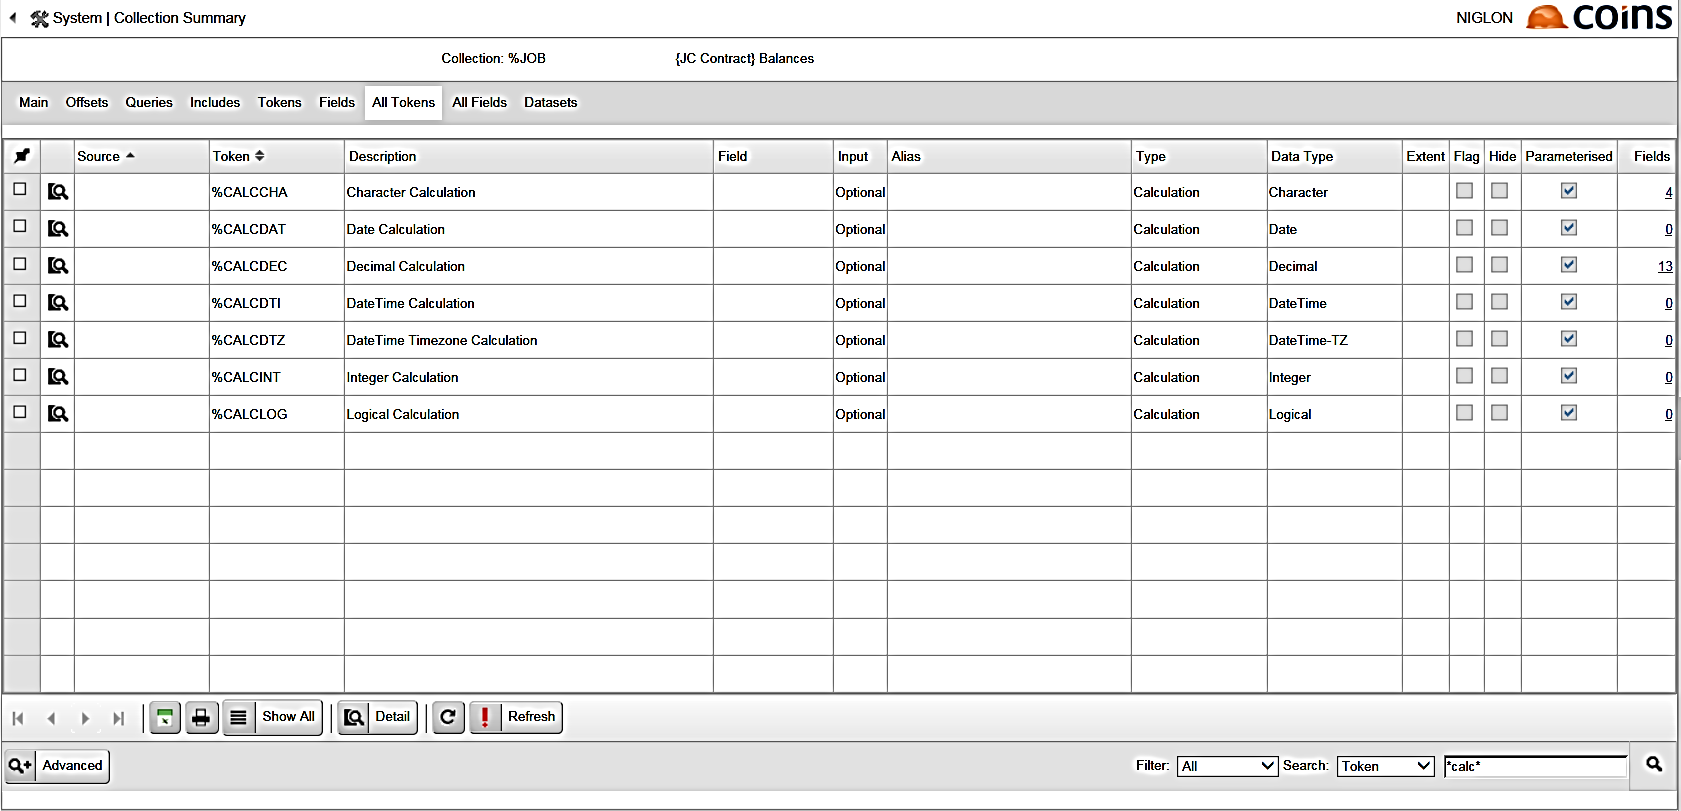 System | Collection Summary NIGLON coins
Collection: %JOB {JC Contract} Balances
Main Offsets Queries Includes Tokens Fields All Tokens All Fields Datasets
Source Token Description Field Input Alias Type Data Type Extent Flag Hide Parameterised Fields
%CALCCHA Character Calculation Optional Calculation Character 4
%CALCDAT Date Calculation Optional Calculation Date 0
%CALCDEC Decimal Calculation Optional Calculation Decimal 13
%CALCDTI DateTime Calculation Optional Calculation DateTime 0
%CALCDTZ DateTime Timezone Calculation Optional Calculation DateTime-TZ 0
%CALCINT Integer Calculation Optional Calculation Integer 0
%CALCLOG Logical Calculation Optional Calculation Logical 0
Show All Detail Refresh
Advanced Filter: All Search: Token *calc*